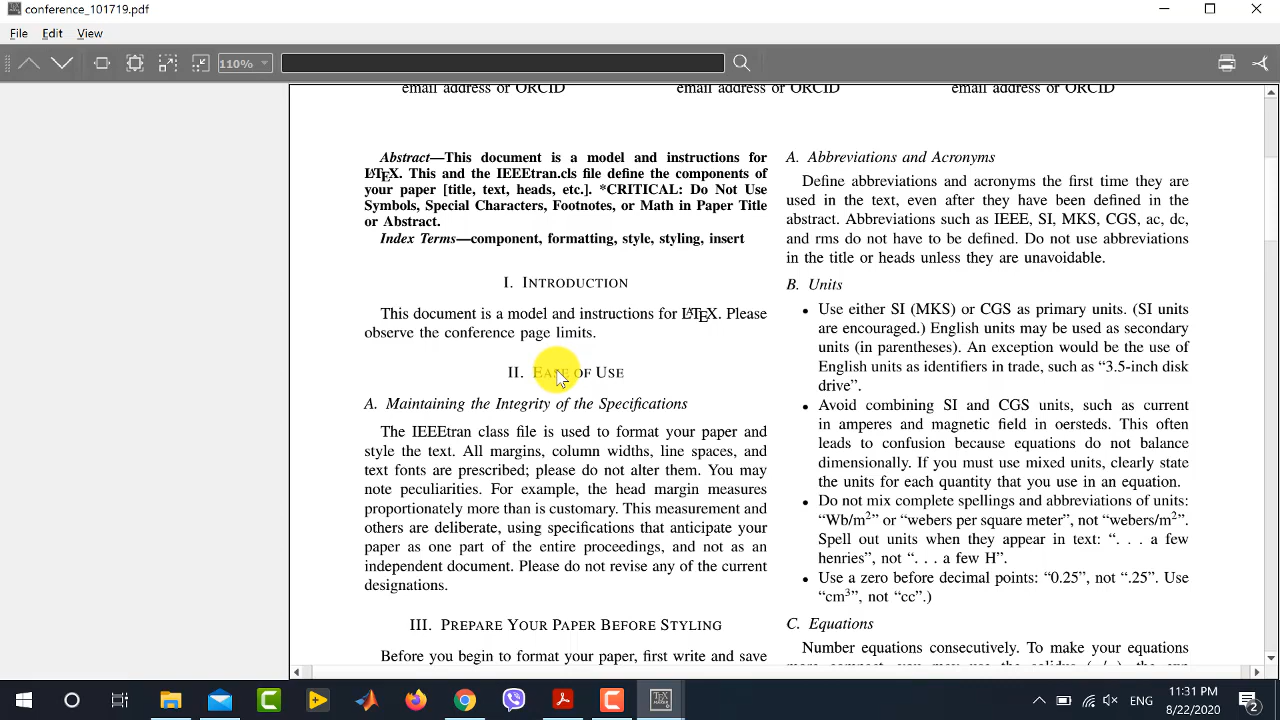 conference_101719.pdf
File Edit View
110%
email address or ORCID
email address or ORCID
email address or ORCID
Abstract—This document is a model and instructions for
LATEX. This and the IEEEtran.cls file define the components of
your paper [title, text, heads, etc.]. *CRITICAL: Do Not Use
Symbols, Special Characters, Footnotes, or Math in Paper Title
or Abstract.
Index Terms—component, formatting, style, styling, insert
I. INTRODUCTION
This document is a model and instructions for LATEX. Please
observe the conference page limits.
II. EASE OF USE
A. Maintaining the Integrity of the Specifications
The IEEEtran class file is used to format your paper and
style the text. All margins, column widths, line spaces, and
text fonts are prescribed; please do not alter them. You may
note peculiarities. For example, the head margin measures
proportionately more than is customary. This measurement and
others are deliberate, using specifications that anticipate your
paper as one part of the entire proceedings, and not as an
independent document. Please do not revise any of the current
designations.
III. PREPARE YOUR PAPER BEFORE STYLING
Before you begin to format your paper, first write and save
A. Abbreviations and Acronyms
Define abbreviations and acronyms the first time they are
used in the text, even after they have been defined in the
abstract. Abbreviations such as IEEE, SI, MKS, CGS, ac, dc,
and rms do not have to be defined. Do not use abbreviations
in the title or heads unless they are unavoidable.
B. Units
• Use either SI (MKS) or CGS as primary units. (SI units
are encouraged.) English units may be used as secondary
units (in parentheses). An exception would be the use of
English units as identifiers in trade, such as “3.5-inch disk
drive”.
• Avoid combining SI and CGS units, such as current
in amperes and magnetic field in oersteds. This often
leads to confusion because equations do not balance
dimensionally. If you must use mixed units, clearly state
the units for each quantity that you use in an equation.
• Do not mix complete spellings and abbreviations of units:
“Wb/m²” or “webers per square meter”, not “webers/m²”.
Spell out units when they appear in text: “. . . a few
henries”, not “. . . a few H”.
• Use a zero before decimal points: “0.25”, not “.25”. Use
“cm³”, not “cc”.)
C. Equations
Number equations consecutively. To make your equations
more compact, you may use the solidus ( / ), the exp
ENG
11:31 PM
8/22/2020
2